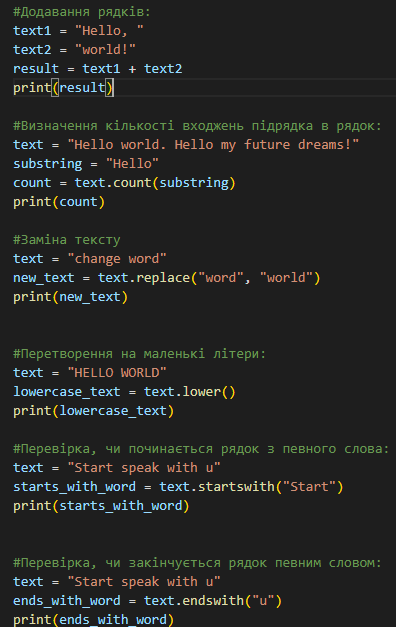 #Додавання рядків:
text1 = "Hello, "
text2 = "world!"
result = text1 + text2
print(result)
#Визначення кількості входжень підрядка в рядок:
text = "Hello world. Hello my future dreams!"
substring = "Hello"
count = text.count(substring)
print(count)
#Заміна тексту
text = "change word"
new_text = text.replace("word", "world")
print(new_text)
#Перетворення на маленькі літери:
text = "HELLO WORLD"
lowercase_text = text.lower()
print(lowercase_text)
#Перевірка, чи починається рядок з певного слова:
text = "Start speak with u"
starts_with_word = text.startswith("Start")
print(starts_with_word)
#Перевірка, чи закінчується рядок певним словом:
text = "Start speak with u"
ends_with_word = text.endswith("u")
print(ends_with_word)